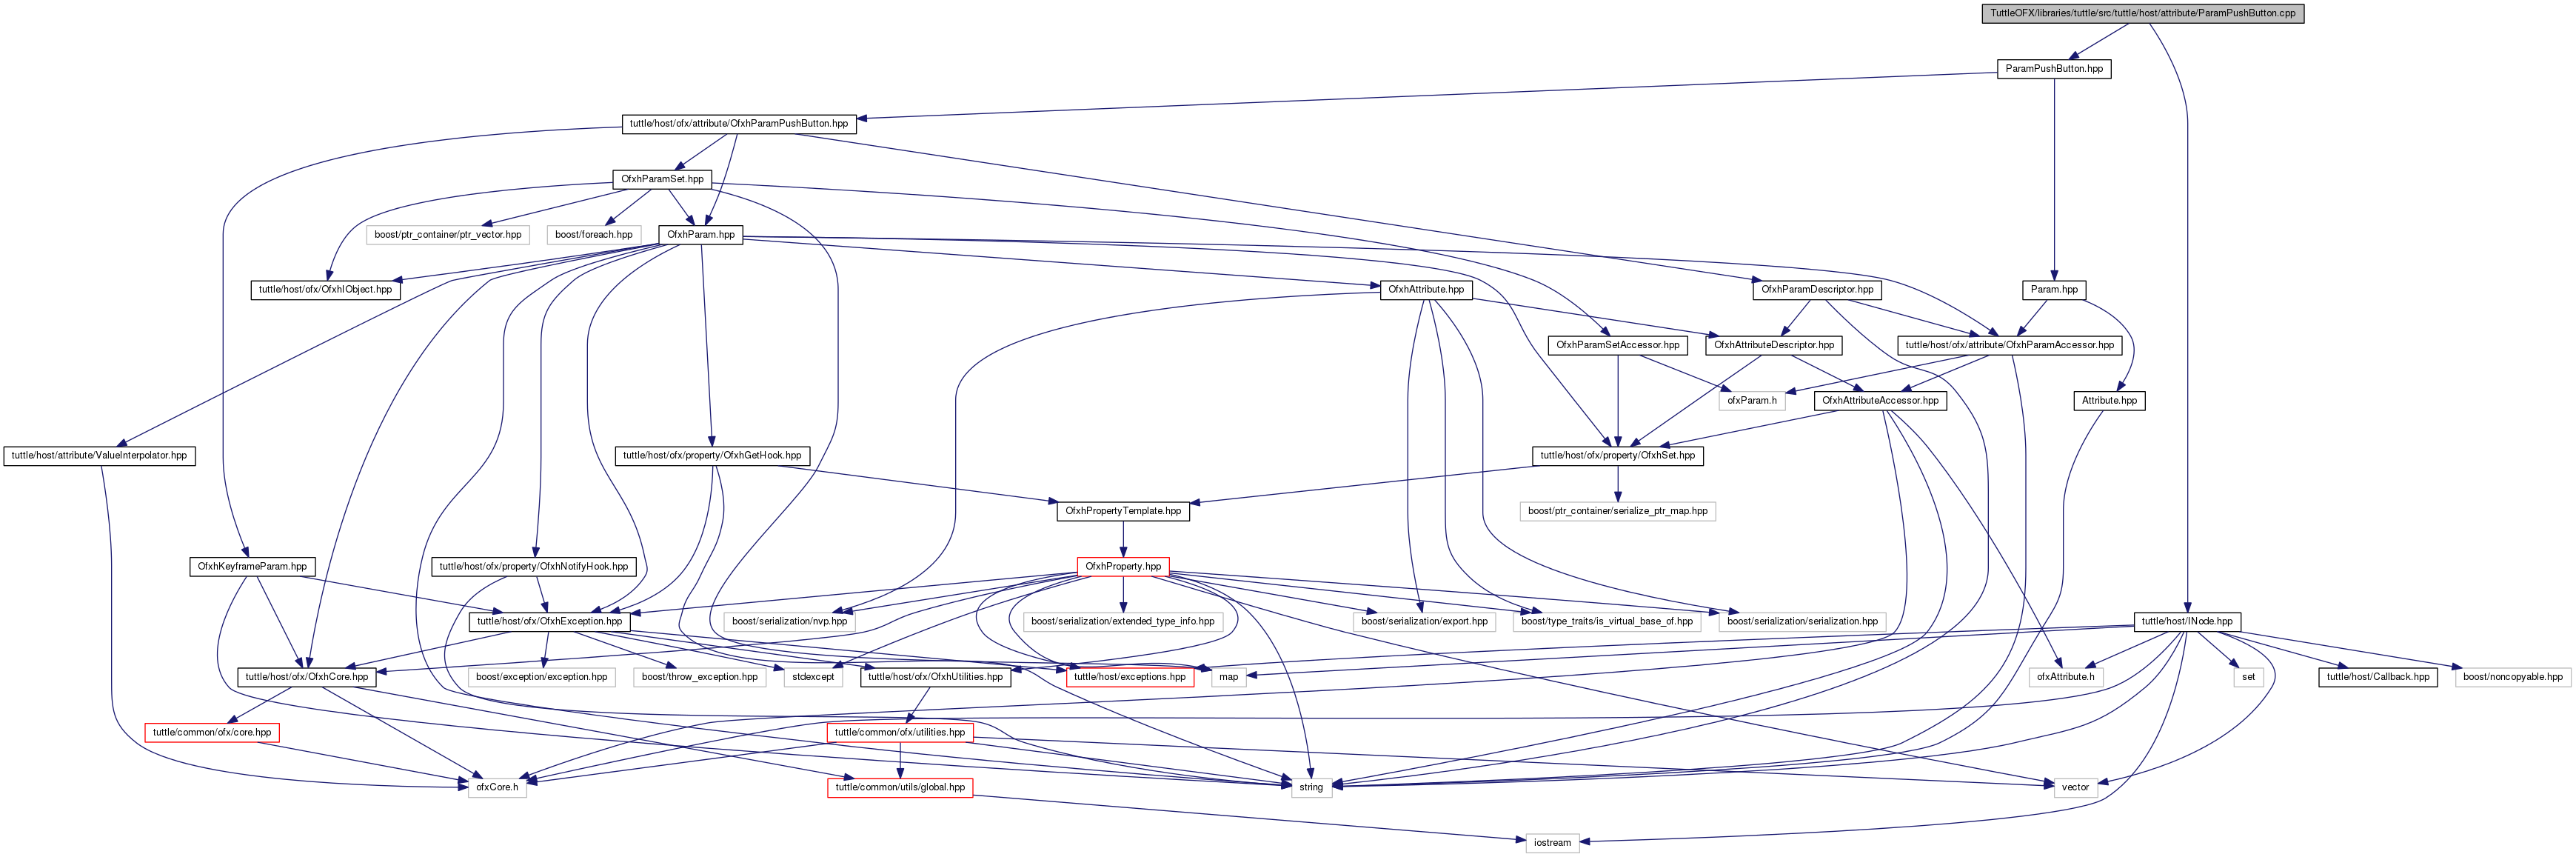 TuttleOFX/libraries/tuttle/src/tuttle/host/attribute/ParamPushButton.cpp
ParamPushButton.hpp
tuttle/host/ofx/attribute/OfxhParamPushButton.hpp
OfxhParamSet.hpp
boost/ptr_container/ptr_vector.hpp
boost/foreach.hpp
OfxhParam.hpp
tuttle/host/ofx/OfxhIObject.hpp
OfxhAttribute.hpp
OfxhParamDescriptor.hpp
Param.hpp
OfxhParamSetAccessor.hpp
OfxhAttributeDescriptor.hpp
tuttle/host/ofx/attribute/OfxhParamAccessor.hpp
ofxParam.h
OfxhAttributeAccessor.hpp
Attribute.hpp
tuttle/host/attribute/ValueInterpolator.hpp
tuttle/host/ofx/property/OfxhGetHook.hpp
tuttle/host/ofx/property/OfxhSet.hpp
OfxhPropertyTemplate.hpp
boost/ptr_container/serialize_ptr_map.hpp
OfxhKeyframeParam.hpp
tuttle/host/ofx/property/OfxhNotifyHook.hpp
OfxhProperty.hpp
tuttle/host/ofx/OfxhException.hpp
boost/serialization/nvp.hpp
boost/serialization/extended_type_info.hpp
boost/serialization/export.hpp
boost/type_traits/is_virtual_base_of.hpp
boost/serialization/serialization.hpp
tuttle/host/INode.hpp
tuttle/host/ofx/OfxhCore.hpp
boost/exception/exception.hpp
boost/throw_exception.hpp
stdexcept
tuttle/host/ofx/OfxhUtilities.hpp
tuttle/host/exceptions.hpp
map
ofxAttribute.h
set
tuttle/host/Callback.hpp
boost/noncopyable.hpp
tuttle/common/ofx/core.hpp
tuttle/common/ofx/utilities.hpp
ofxCore.h
tuttle/common/utils/global.hpp
string
vector
iostream